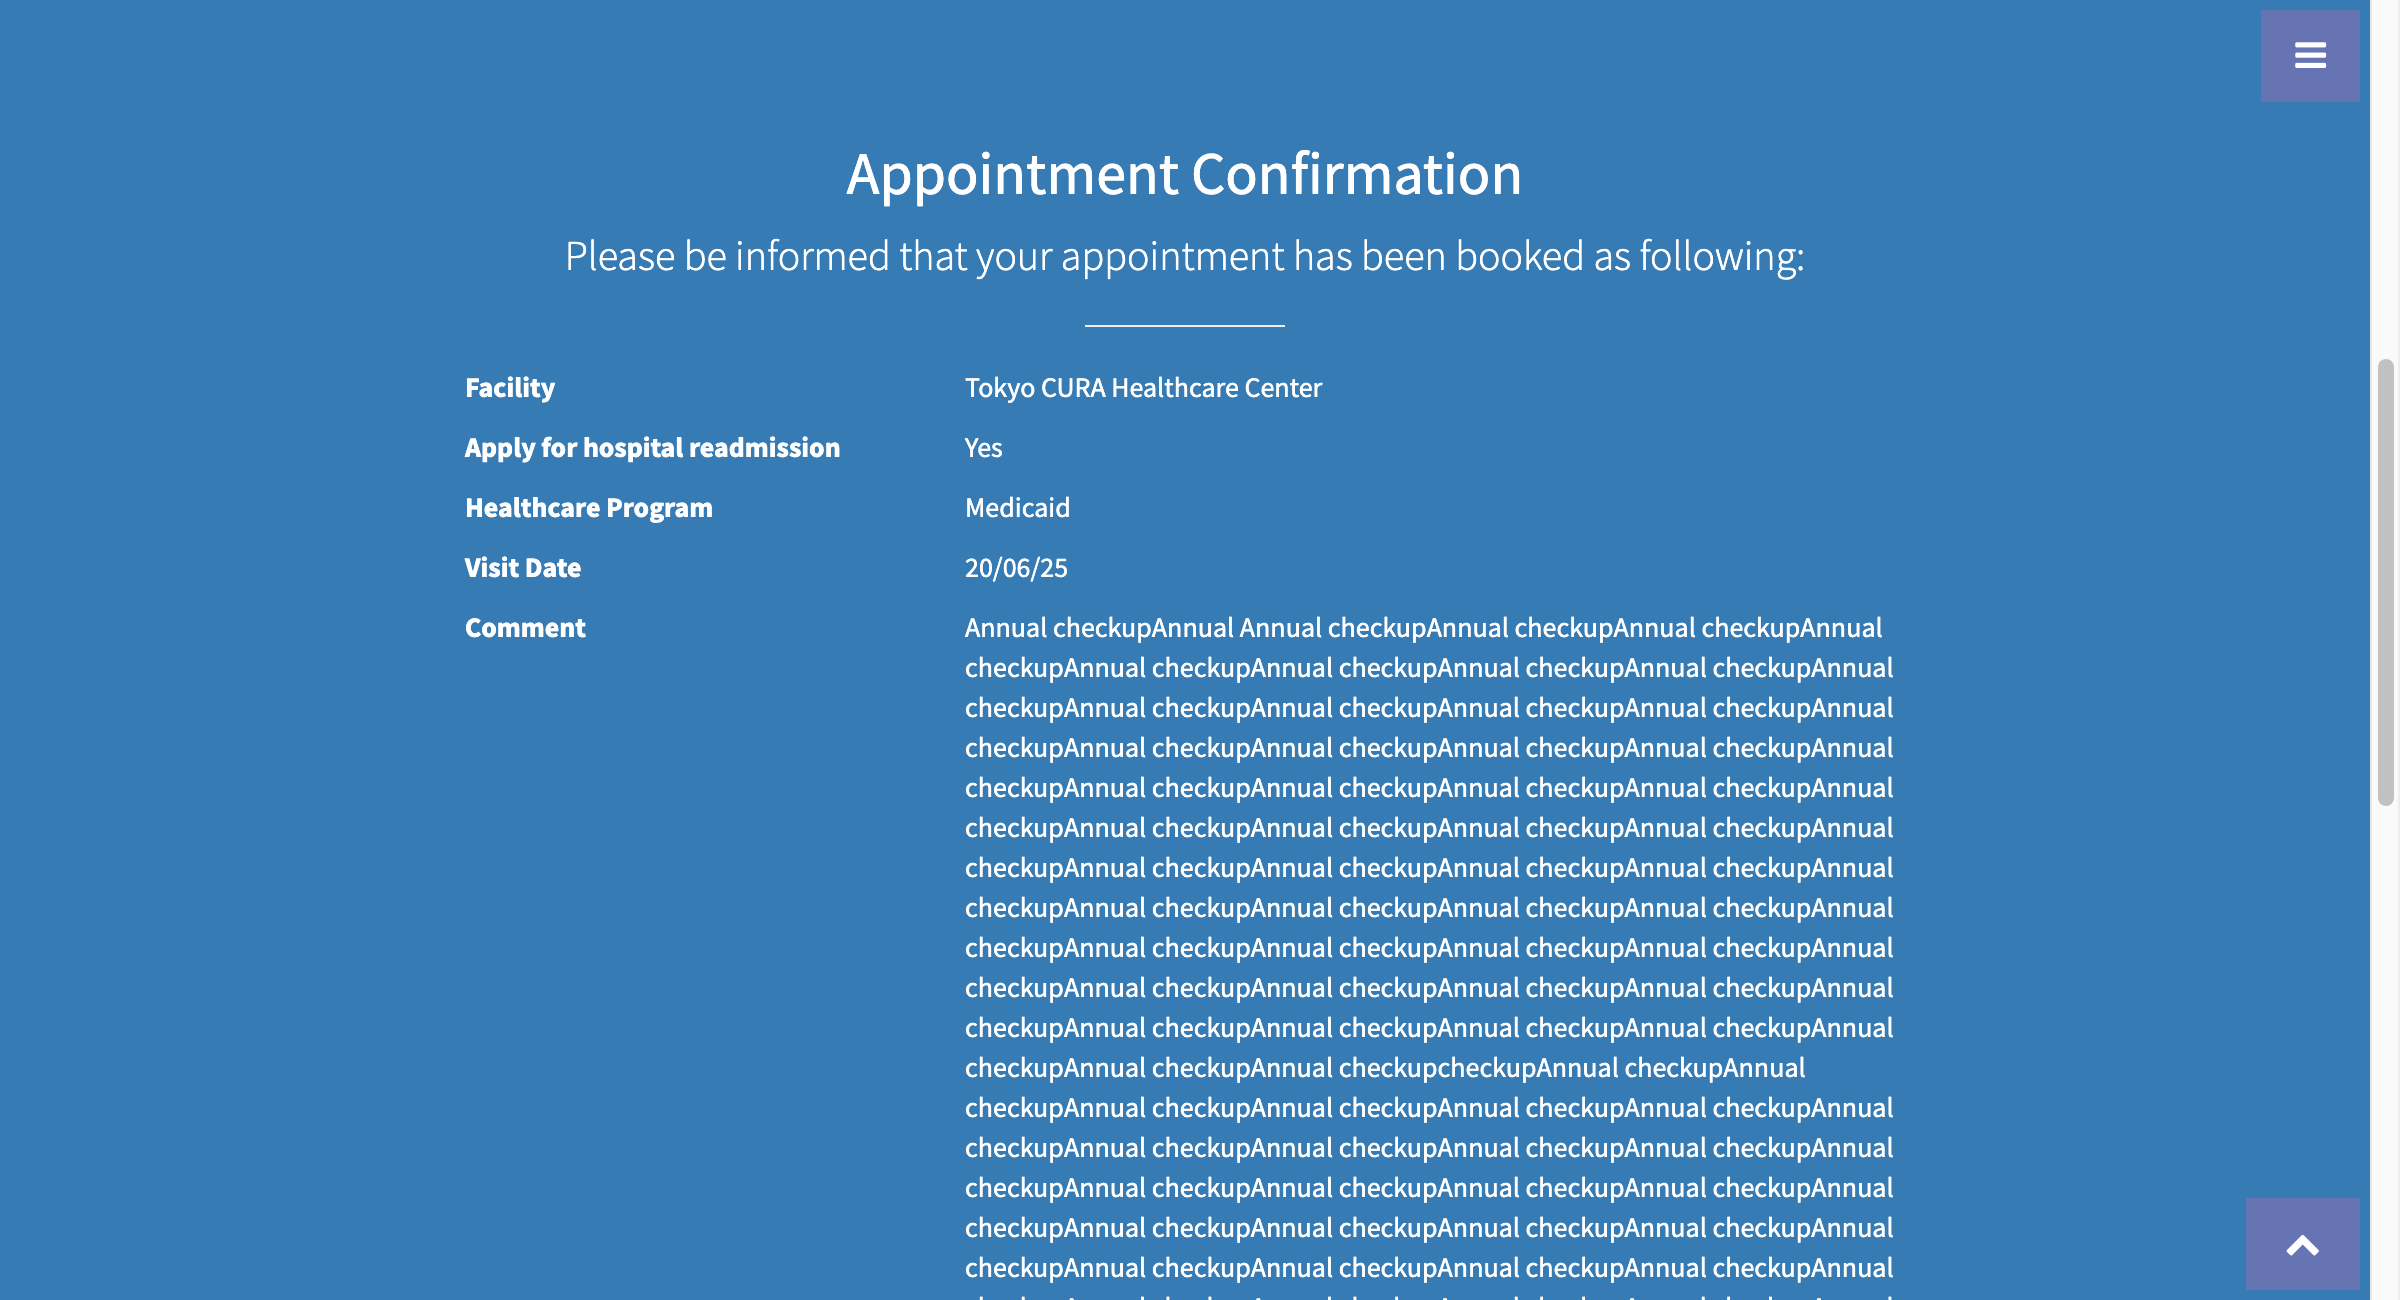 Appointment Confirmation
Please be informed that your appointment has been booked as following:
Facility Tokyo CURA Healthcare Center
Apply for hospital readmission Yes
Healthcare Program Medicaid
Visit Date 20/06/25
Comment Annual checkupAnnual Annual checkupAnnual checkupAnnual checkupAnnual
checkupAnnual checkupAnnual checkupAnnual checkupAnnual checkupAnnual
checkupAnnual checkupAnnual checkupAnnual checkupAnnual checkupAnnual
checkupAnnual checkupAnnual checkupAnnual checkupAnnual checkupAnnual
checkupAnnual checkupAnnual checkupAnnual checkupAnnual checkupAnnual
checkupAnnual checkupAnnual checkupAnnual checkupAnnual checkupAnnual
checkupAnnual checkupAnnual checkupAnnual checkupAnnual checkupAnnual
checkupAnnual checkupAnnual checkupAnnual checkupAnnual checkupAnnual
checkupAnnual checkupAnnual checkupAnnual checkupAnnual checkupAnnual
checkupAnnual checkupAnnual checkupAnnual checkupAnnual checkupAnnual
checkupAnnual checkupAnnual checkupAnnual checkupAnnual checkupAnnual
checkupAnnual checkupAnnual checkupcheckupAnnual checkupAnnual
checkupAnnual checkupAnnual checkupAnnual checkupAnnual checkupAnnual
checkupAnnual checkupAnnual checkupAnnual checkupAnnual checkupAnnual
checkupAnnual checkupAnnual checkupAnnual checkupAnnual checkupAnnual
checkupAnnual checkupAnnual checkupAnnual checkupAnnual checkupAnnual
checkupAnnual checkupAnnual checkupAnnual checkupAnnual checkupAnnual